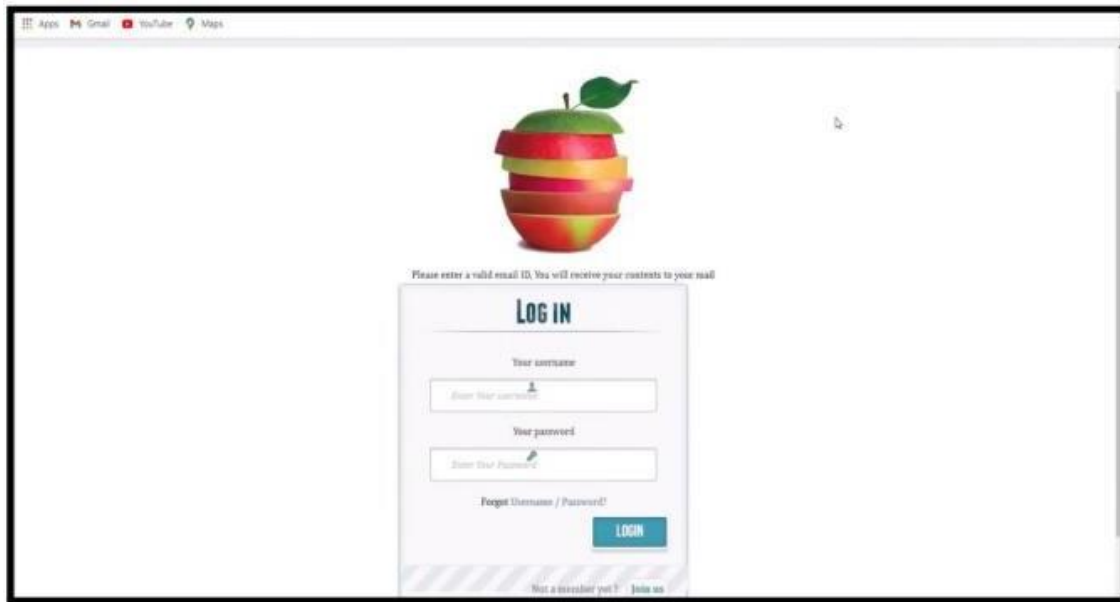 Apps Gmail YouTube Maps
Please enter a valid email ID, You will receive your contents to your mail
LOG IN
Your username
Enter Your username
Your password
Enter Your Password
Forgot Username / Password?
LOGIN
Not a member yet ? Join us